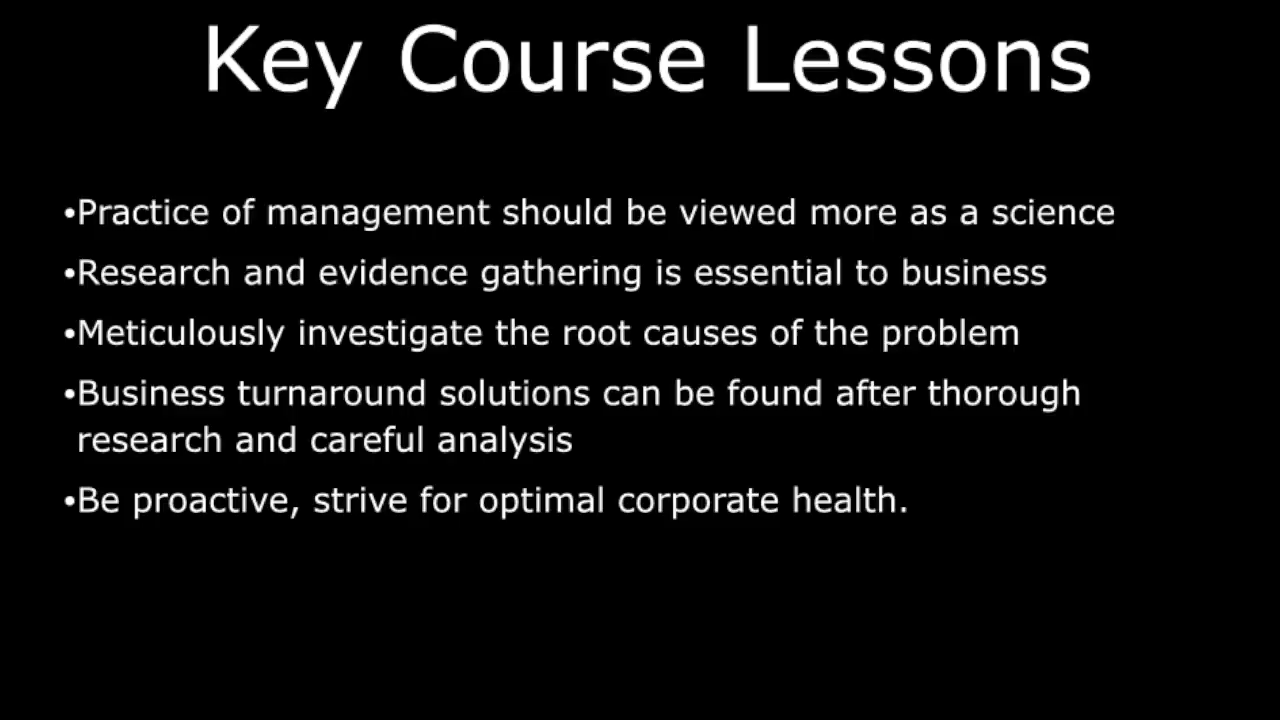 Key Course Lessons
•Practice of management should be viewed more as a science
•Research and evidence gathering is essential to business
•Meticulously investigate the root causes of the problem
•Business turnaround solutions can be found after thorough
research and careful analysis
•Be proactive, strive for optimal corporate health.